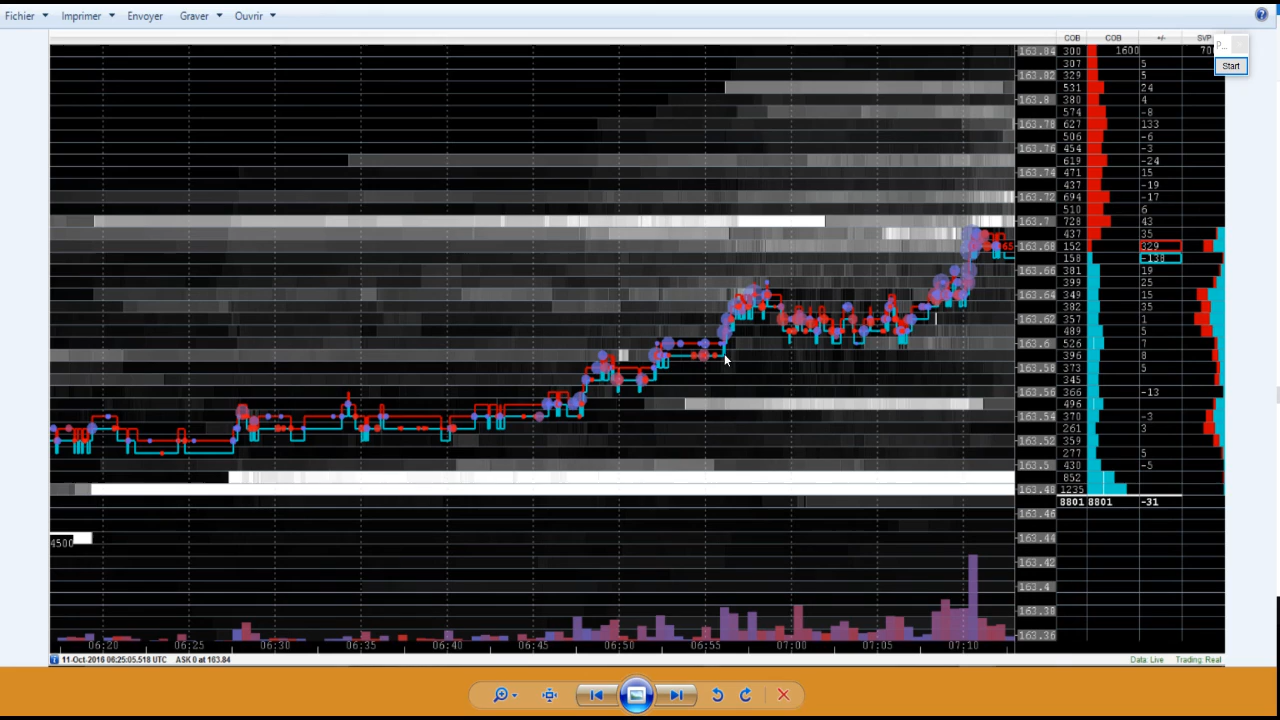 Fichier Imprimer Envoyer Graver Ouvrir
COB COB +/- SVP
Start
163.84 300 1600
307 5
163.82 329 5
531 24
163.8 380 4
574 -8
163.78 627 133
506 -6
163.76 454 -3
619 -24
163.74 471 15
437 -19
163.72 694 -17
510 6
163.7 728 43
437 35
163.68 152 329
158 -138
163.66 381 19
399 25
163.64 349 15
382 35
163.62 357 1
489 5
163.6 526 7
396 8
163.58 373 5
345
163.56 366 -13
496
163.54 370 -3
261 3
163.52 359
277 5
163.5 430 -5
852
163.48 1235
8801 8801 -31
163.46
163.44
4500
163.42
163.4
163.38
163.36
06:20 06:25 06:30 06:35 06:40 06:45 06:50 06:55 07:00 07:05 07:10
11-Oct-2016 06:25:05.518 UTC ASK 0 at 163.84 Data: Live Trading: Real